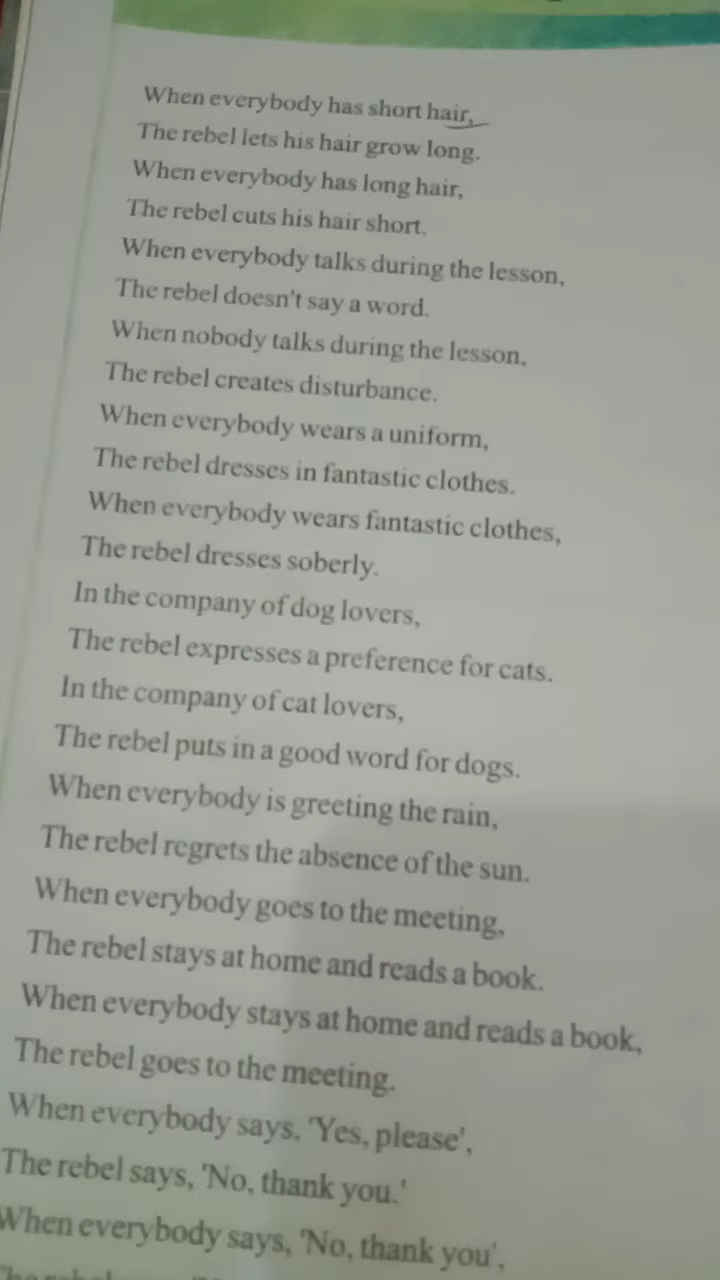 When everybody has short hair,
The rebel lets his hair grow long.
When everybody has long hair,
The rebel cuts his hair short.
When everybody talks during the lesson,
The rebel doesn't say a word.
When nobody talks during the lesson,
The rebel creates disturbance.
When everybody wears a uniform,
The rebel dresses in fantastic clothes.
When everybody wears fantastic clothes,
The rebel dresses soberly.
In the company of dog lovers,
The rebel expresses a preference for cats.
In the company of cat lovers,
The rebel puts in a good word for dogs.
When everybody is greeting the rain,
The rebel regrets the absence of the sun.
When everybody goes to the meeting,
The rebel stays at home and reads a book.
When everybody stays at home and reads a book,
The rebel goes to the meeting.
When everybody says, 'Yes, please',
The rebel says, 'No, thank you.'
When everybody says, 'No, thank you',